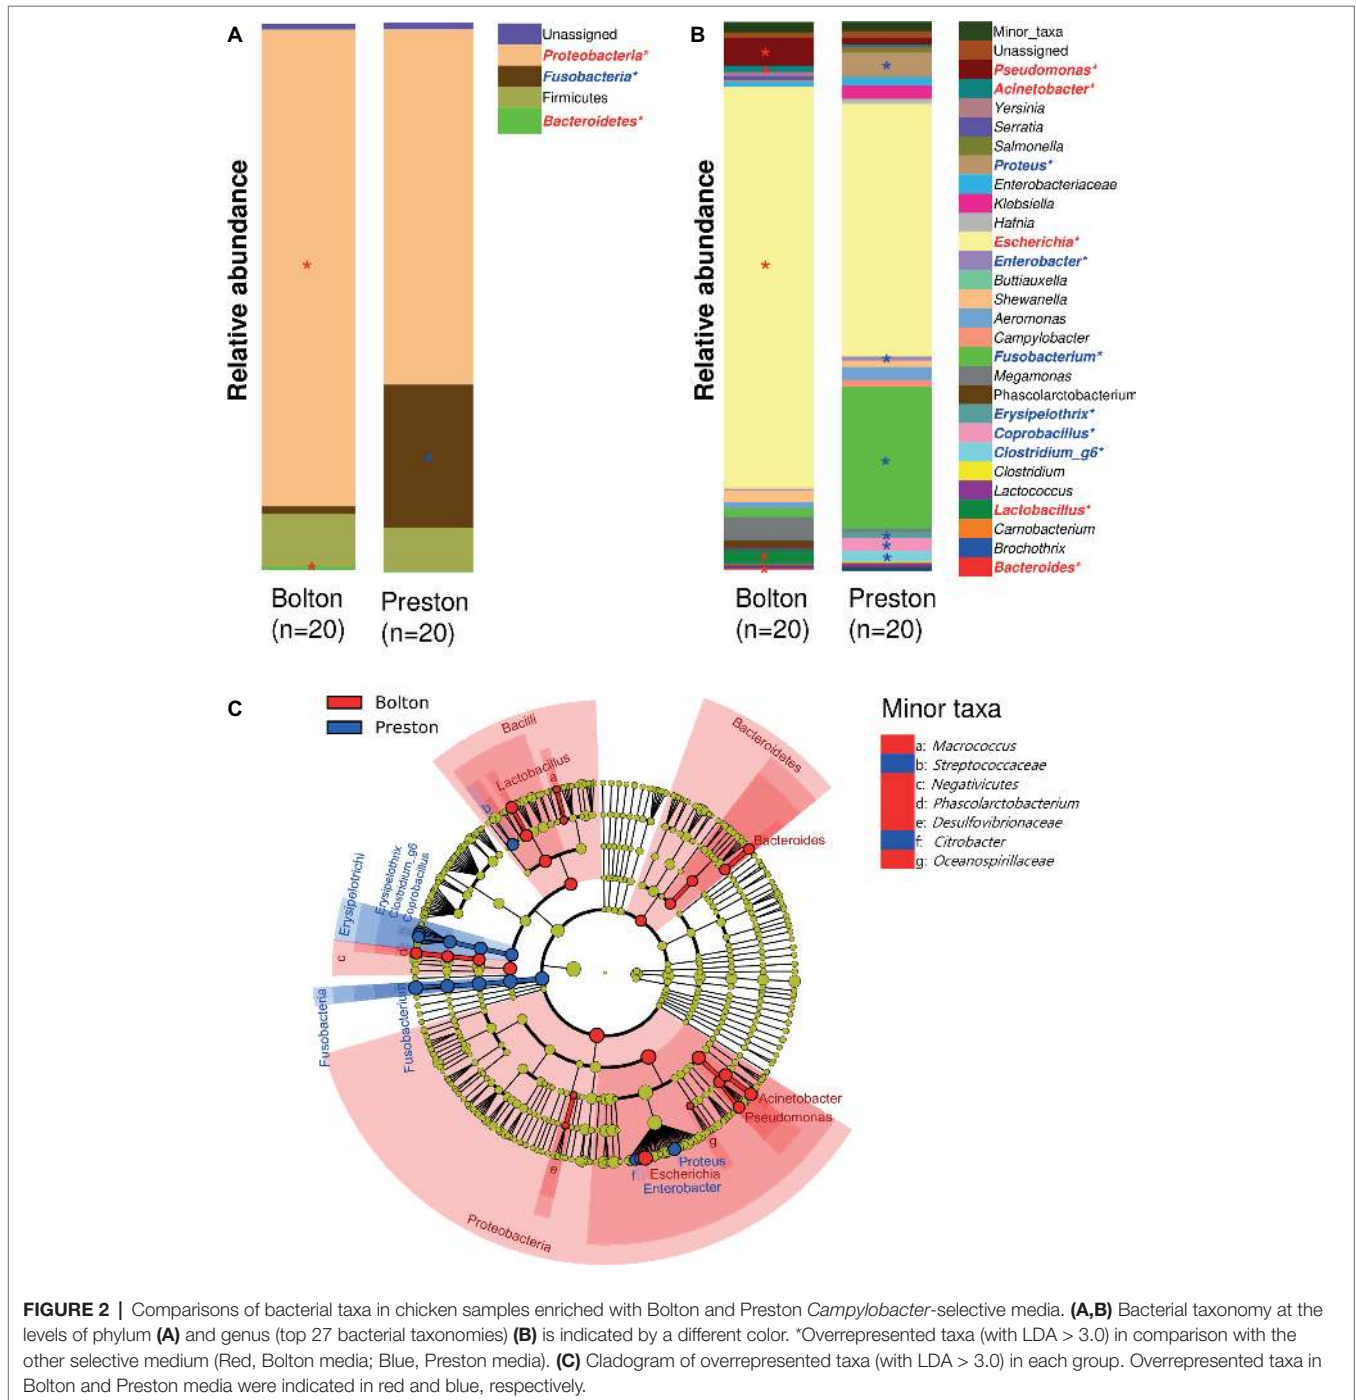 A
Relative abundance
Bolton
(n=20)
Preston
(n=20)
Unassigned
Proteobacteria*
Fusobacteria*
Firmicutes
Bacteroidetes*
B
Relative abundance
Bolton
(n=20)
Preston
(n=20)
Minor_taxa
Unassigned
Pseudomonas*
Acinetobacter*
Yersinia
Serratia
Salmonella
Proteus*
Enterobacteriaceae
Klebsiella
Hafnia
Escherichia*
Enterobacter*
Buttiauxella
Shewanella
Aeromonas
Campylobacter
Fusobacterium*
Megamonas
Phascolarctobacterium
Erysipelothrix*
Coprobacillus*
Clostridium_g6*
Clostridium
Lactococcus
Lactobacillus*
Carnobacterium
Brochothrix
Bacteroides*
C
Bolton
Preston
Bacilli
Lactobacillus
a
b
Bacteroidetes
Bacteroides
Erysipelotrichi
Erysipelothrix
Clostridium_g6
Coprobacillus
c
d
Fusobacteria
Fusobacterium
Proteobacteria
e
f
Escherichia
Enterobacter
Proteus
g
Pseudomonas
Acinetobacter
Minor taxa
a: Macrococcus
b: Streptococcaceae
c: Negativicutes
d: Phascolarctobacterium
e: Desulfovibrionaceae
f: Citrobacter
g: Oceanospirillaceae
FIGURE 2 | Comparisons of bacterial taxa in chicken samples enriched with Bolton and Preston Campylobacter-selective media. (A,B) Bacterial taxonomy at the
levels of phylum (A) and genus (top 27 bacterial taxonomies) (B) is indicated by a different color. *Overrepresented taxa (with LDA > 3.0) in comparison with the
other selective medium (Red, Bolton media; Blue, Preston media). (C) Cladogram of overrepresented taxa (with LDA > 3.0) in each group. Overrepresented taxa in
Bolton and Preston media were indicated in red and blue, respectively.